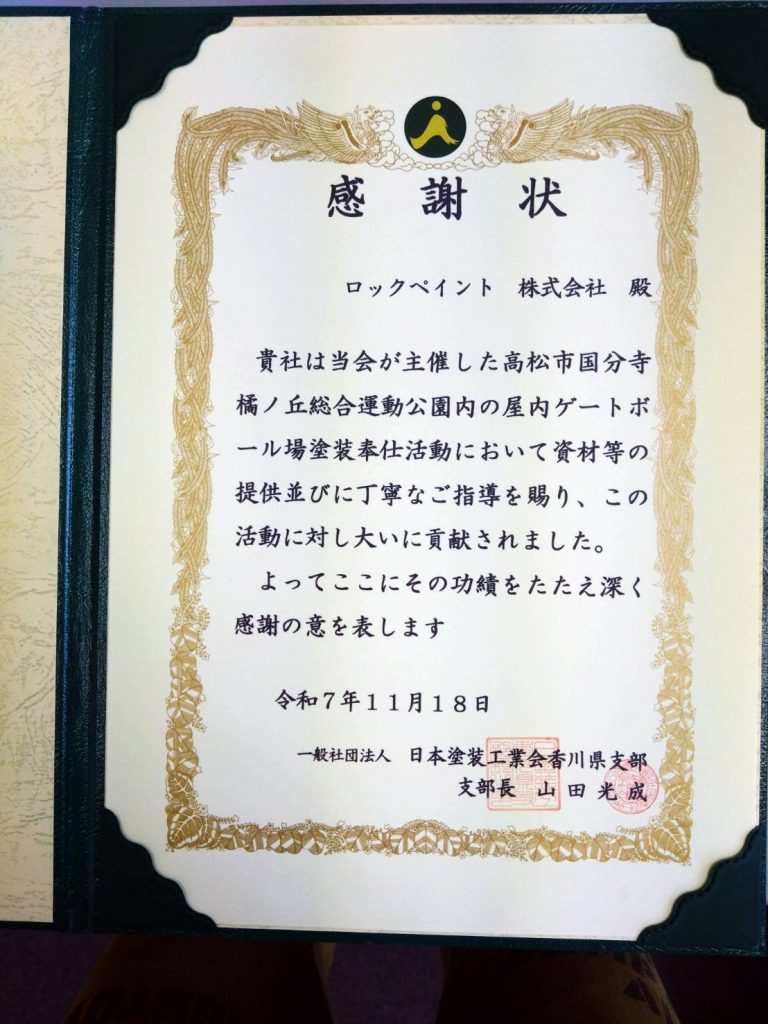 感謝状
ロックペイント 株式会社 殿
貴社は当会が主催した高松市国分寺
橘ノ丘総合運動公園内の屋内ゲートボ
ール場塗装奉仕活動において資材等の
提供並びに丁寧なご指導を賜り、この
活動に対し大いに貢献されました。
よってここにその功績をたたえ深く
感謝の意を表します
令和7年11月18日
一般社団法人 日本塗装工業会香川県支部
支部長 山田光成